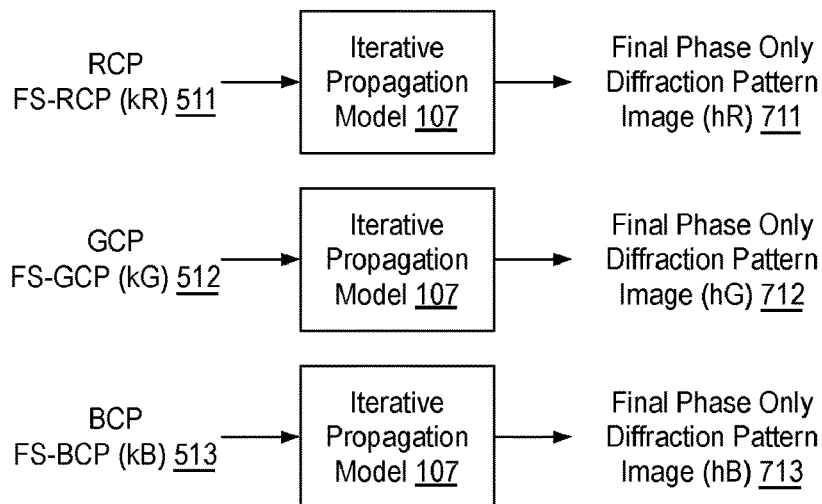 RCP
FS-RCP (kR) 511
Iterative
Propagation
Model 107
Final Phase Only
Diffraction Pattern
Image (hR) 711
GCP
FS-GCP (kG) 512
Iterative
Propagation
Model 107
Final Phase Only
Diffraction Pattern
Image (hG) 712
BCP
FS-BCP (kB) 513
Iterative
Propagation
Model 107
Final Phase Only
Diffraction Pattern
Image (hB) 713